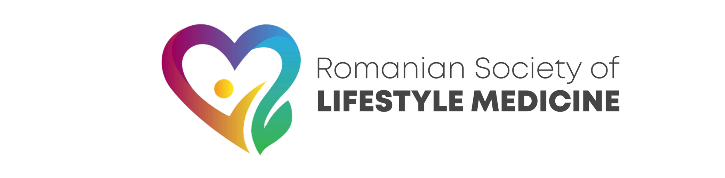 Romanian Society of
LIFESTYLE MEDICINE